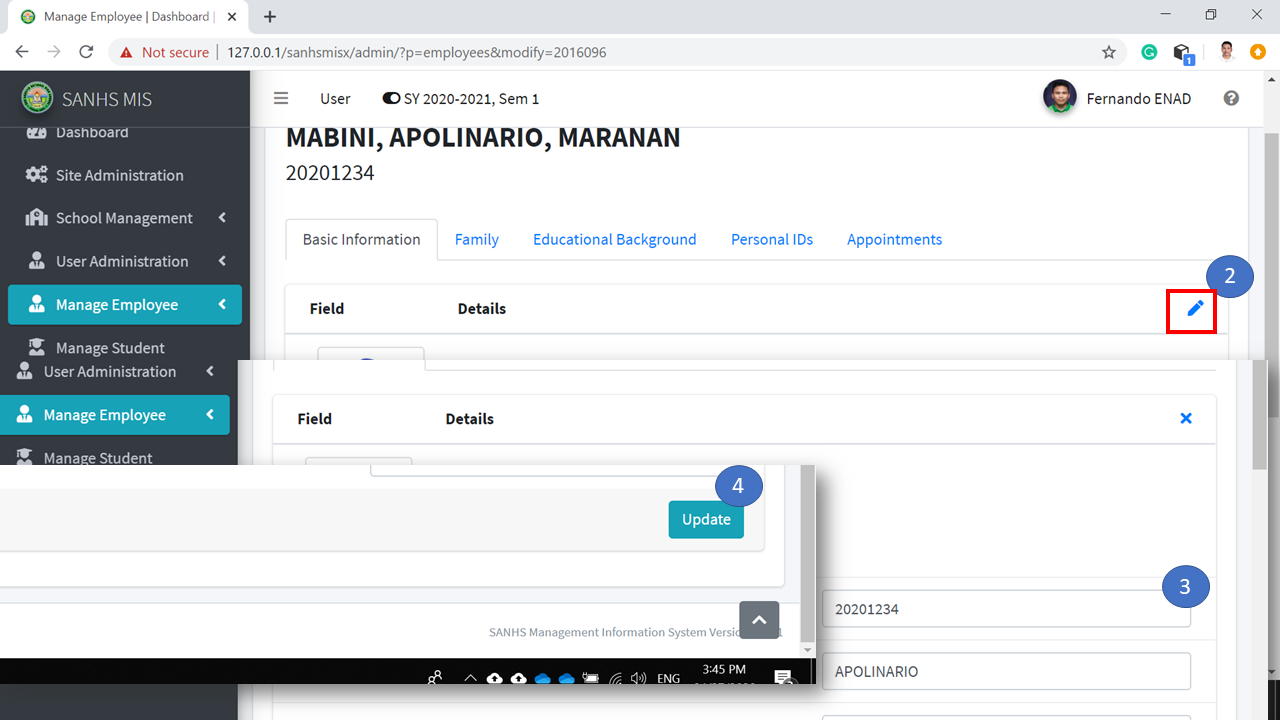 Manage Employee | Dashboard |
Not secure | 127.0.0.1/sanhsmisx/admin/?p=employees&modify=2016096
1
SANHS MIS
User
SY 2020-2021, Sem 1
Fernando ENAD
Dashboard
Site Administration
School Management
User Administration
Manage Employee
Manage Student
MABINI, APOLINARIO, MARANAN
20201234
Basic Information
Family
Educational Background
Personal IDs
Appointments
2
Field
Details
User Administration
Manage Employee
Manage Student
Field
Details
3
20201234
APOLINARIO
4
Update
SANHS Management Information System
ENG
3:45 PM